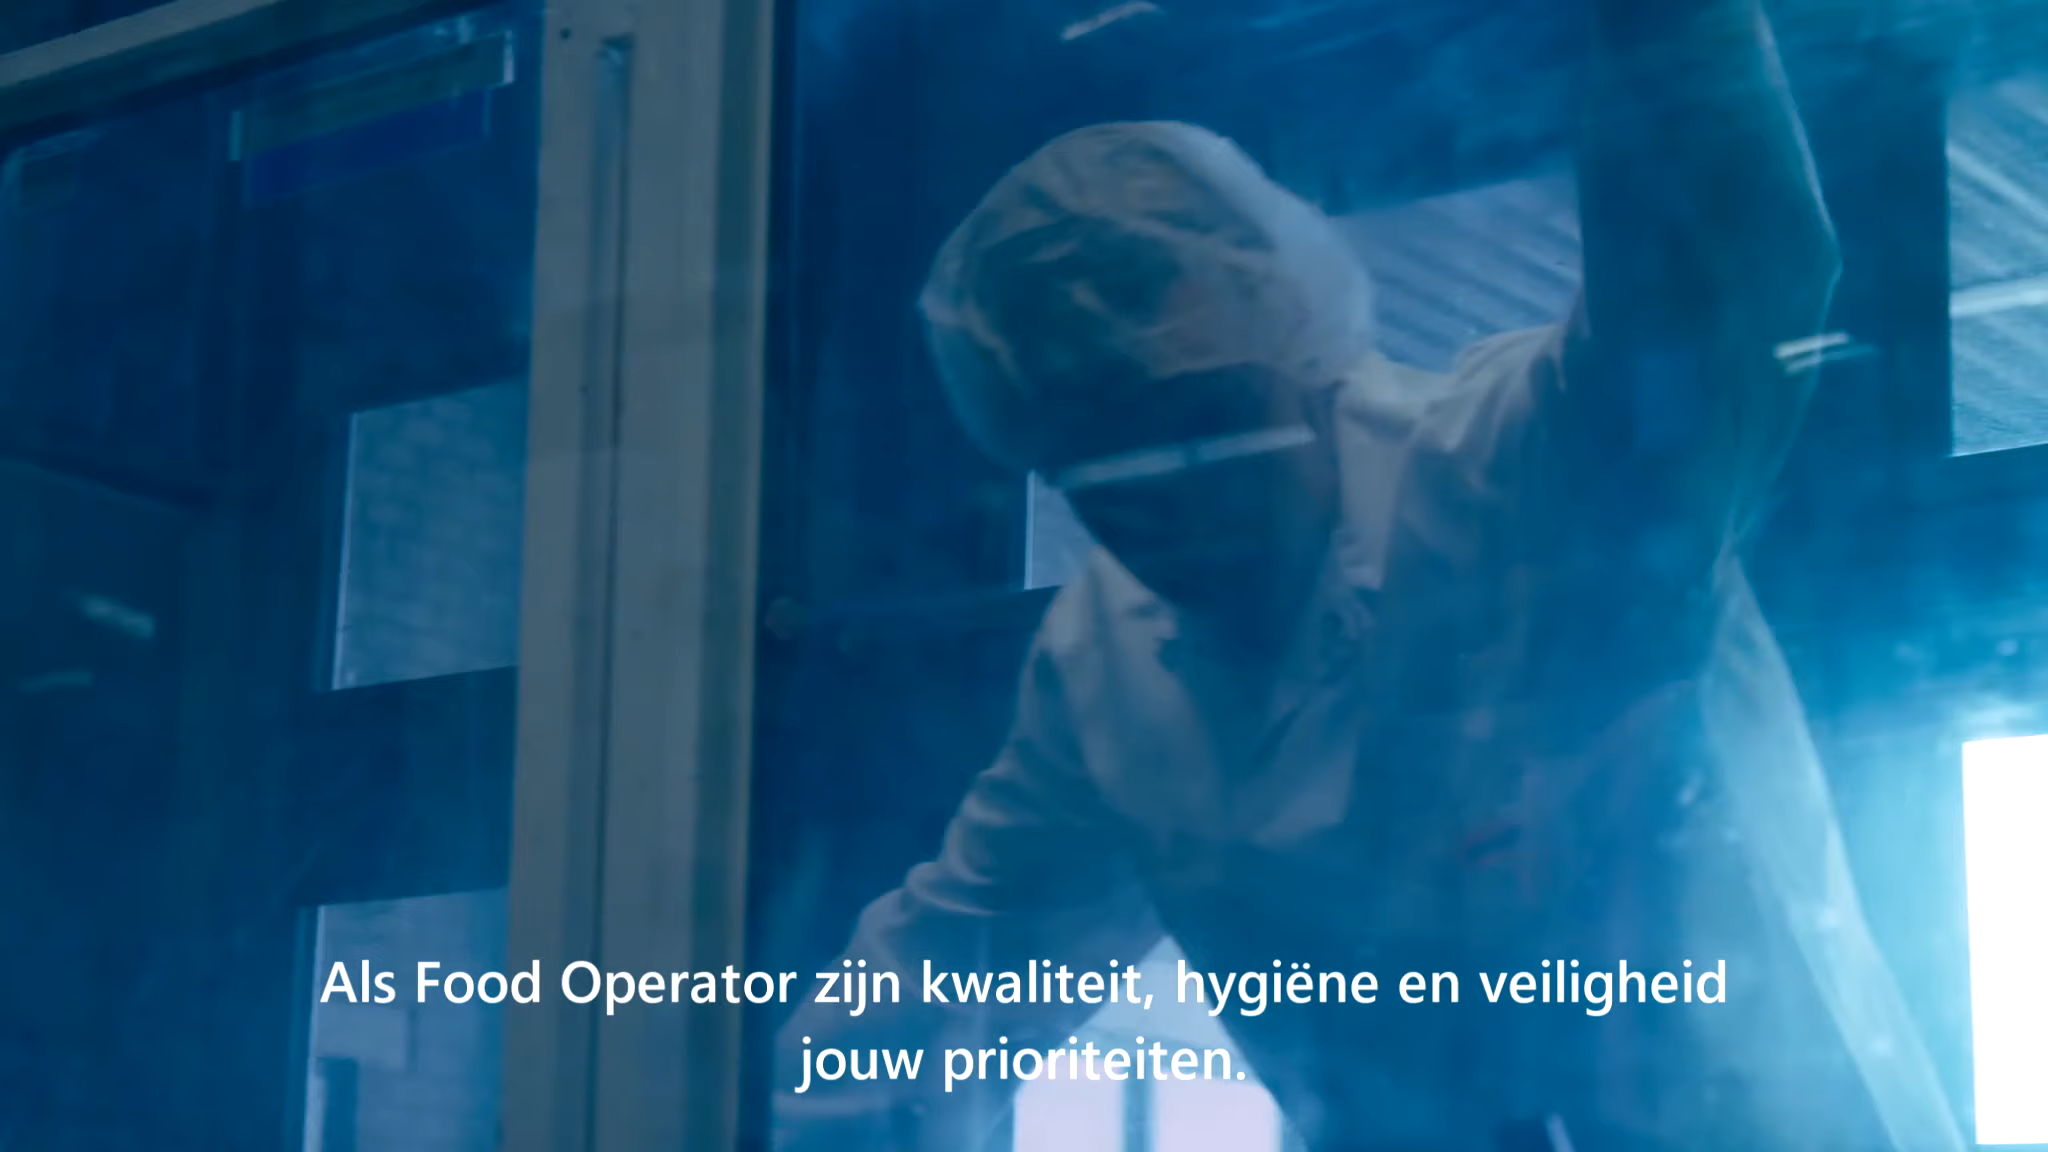 Als Food Operator zijn kwaliteit, hygiëne en veiligheid
jouw prioriteiten.